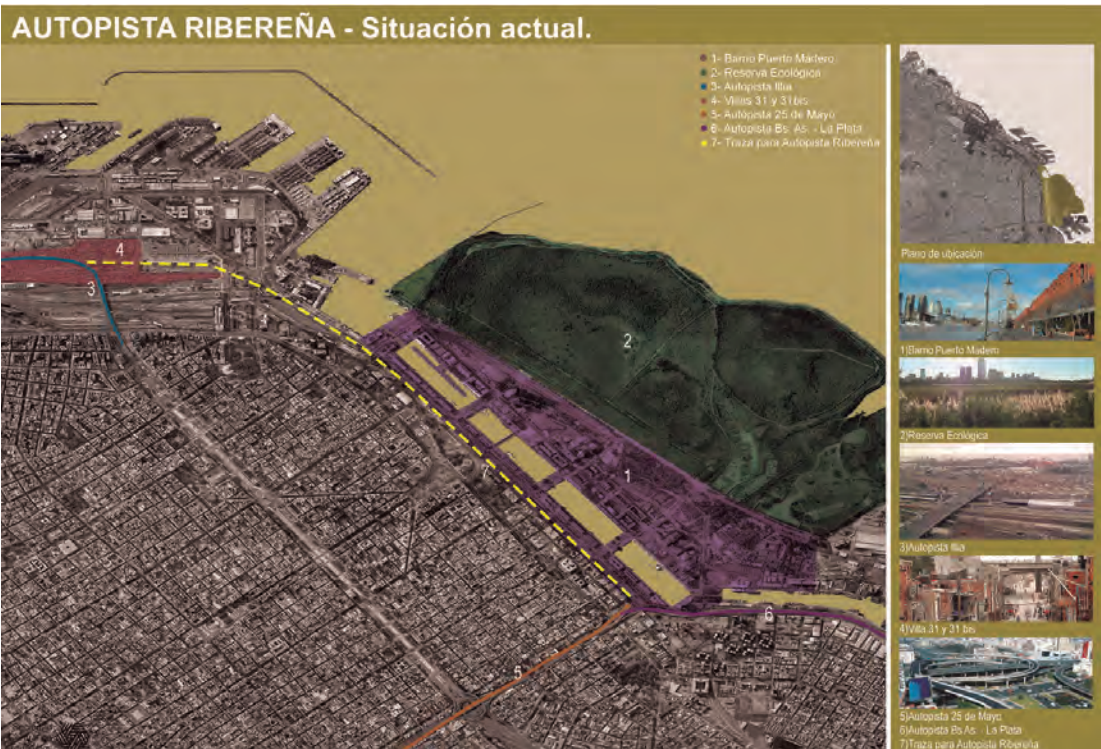 AUTOPISTA RIBEREÑA - Situación actual.
1- Barrio Puerto Madero
2- Reserva Ecológica
3- Autopista Illia
4- Villas 31 y 31bis
5- Autopista 25 de Mayo
6- Autopista Bs. As. - La Plata
7- Traza para Autopista Ribereña
4
3
2
1
7
6
5
Plano de ubicación
1)Barrio Puerto Madero
2)Reserva Ecológica
3)Autopista Illia
4)Villa 31 y 31 bis
5)Autopista 25 de Mayo
6)Autopista Bs.As. - La Plata
7)Traza para Autopista Ribereña